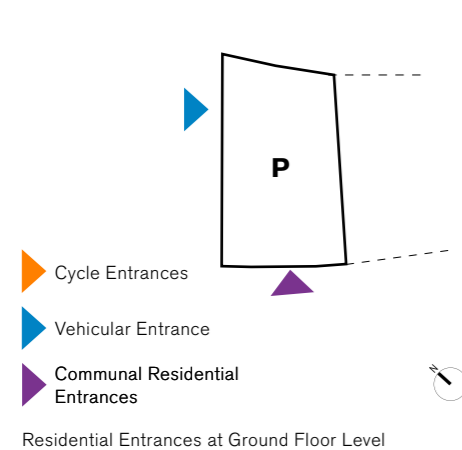 P
Cycle Entrances
Vehicular Entrance
Communal Residential
Entrances
N
Residential Entrances at Ground Floor Level